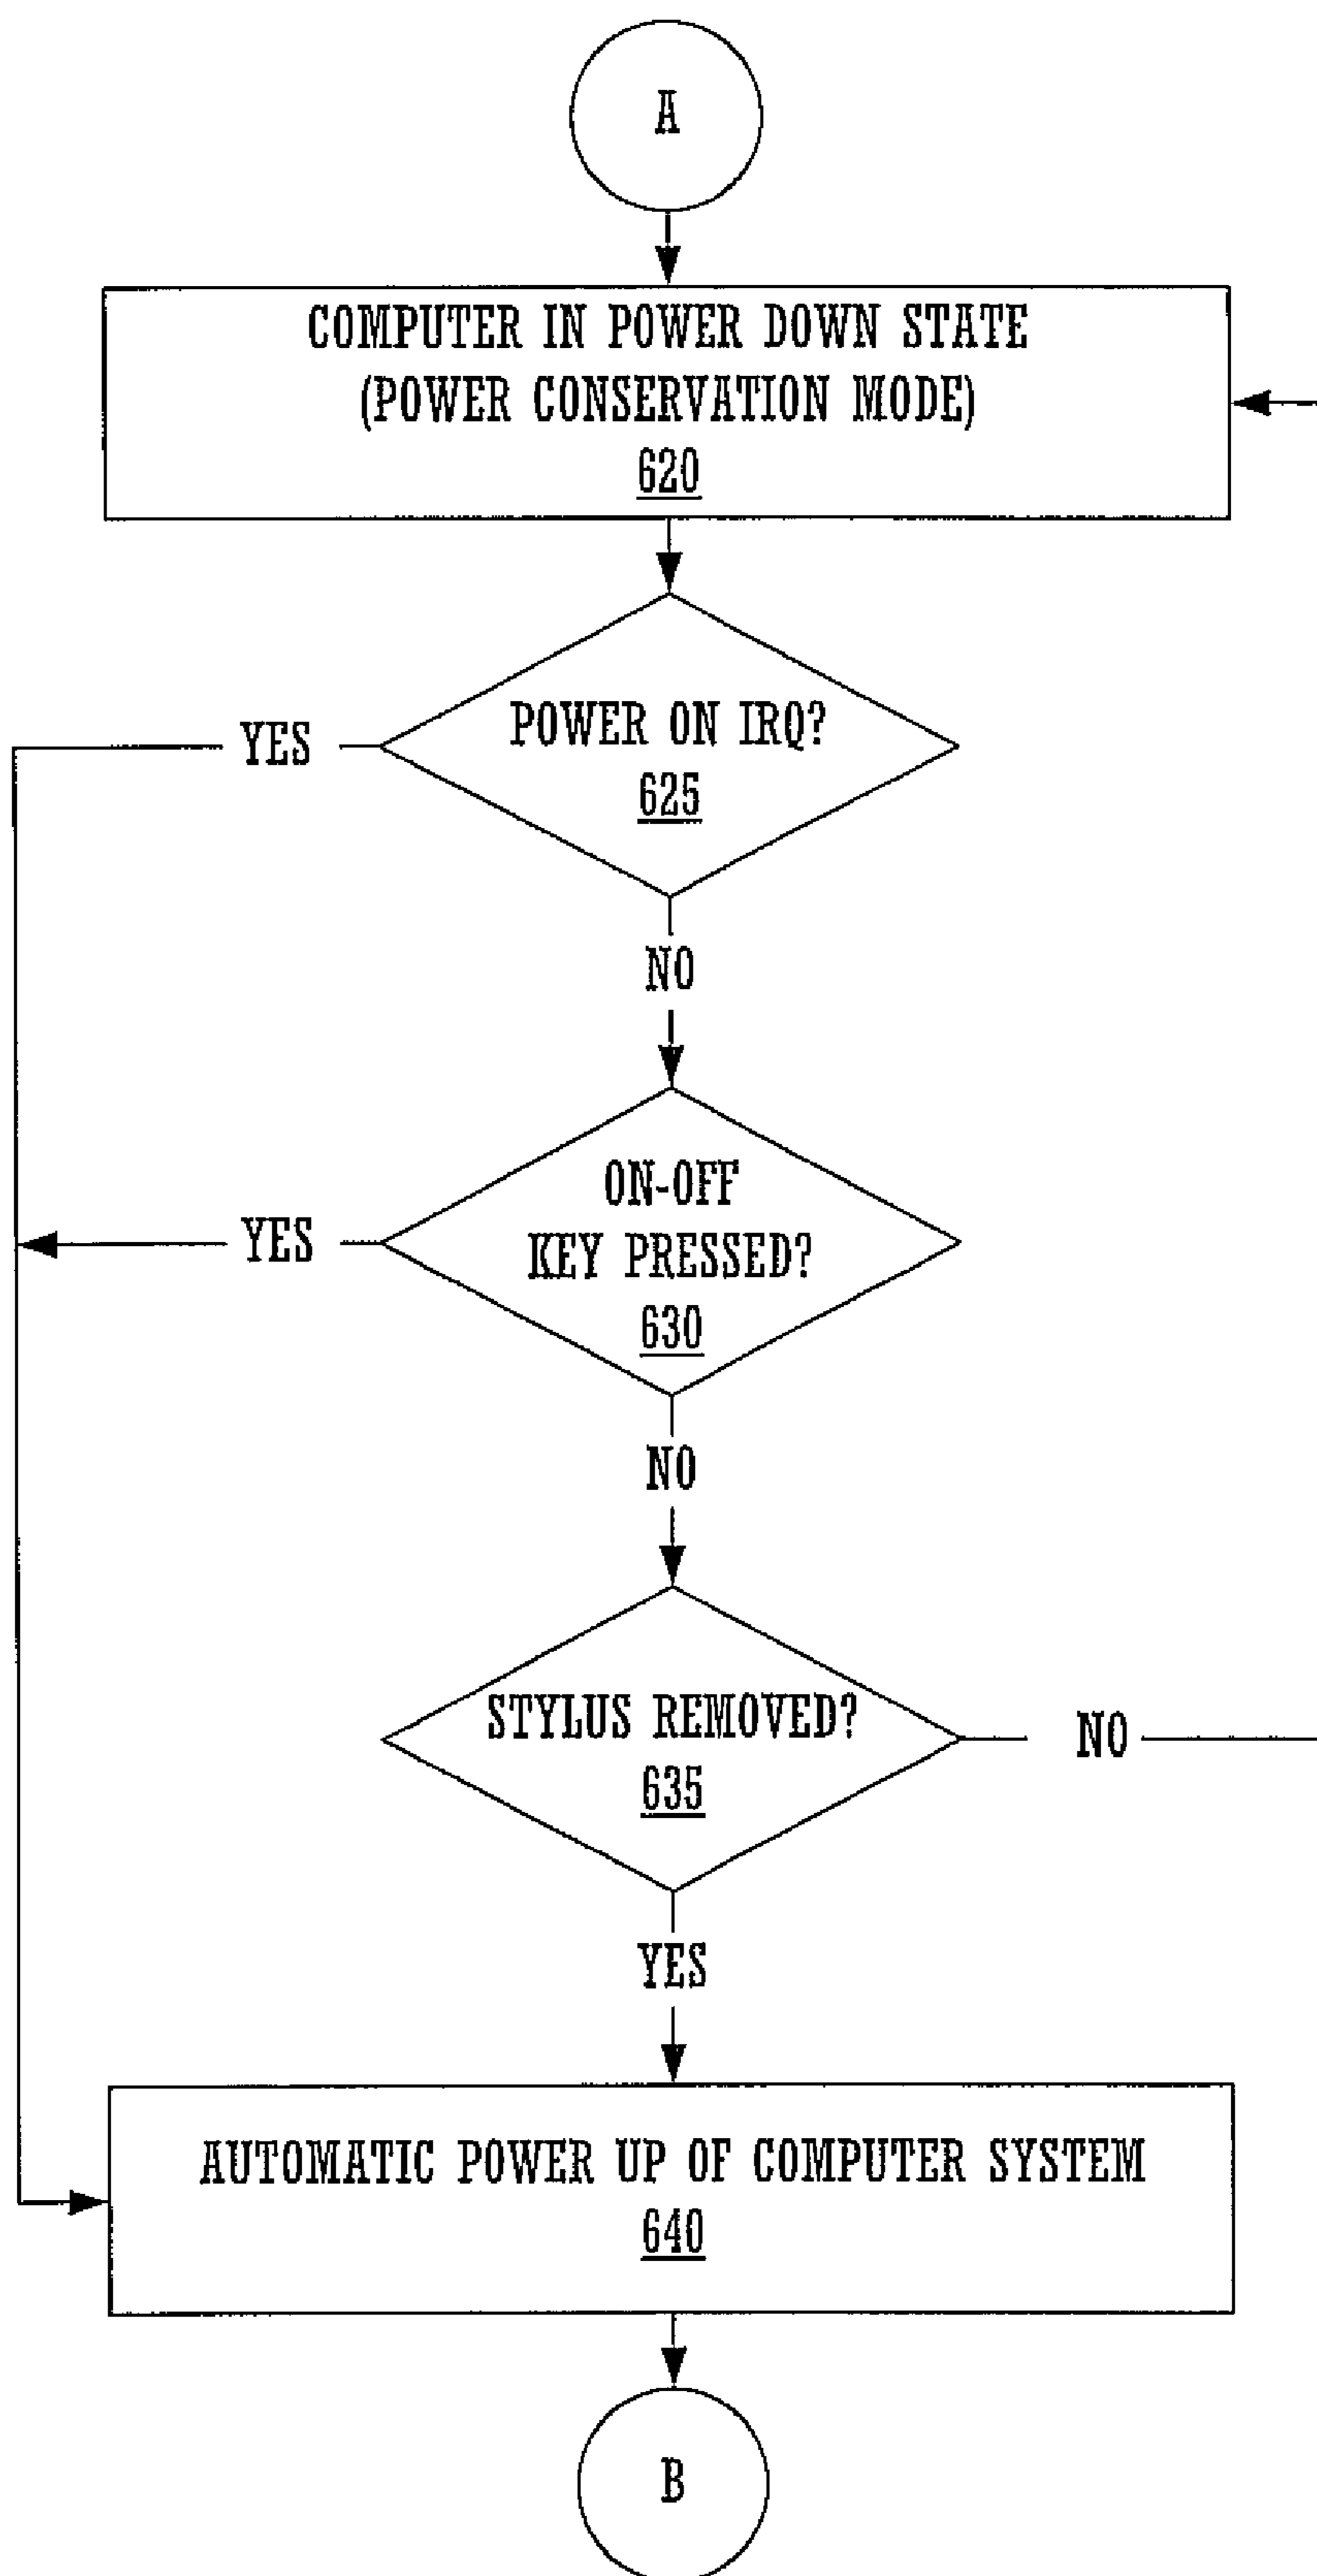 A
COMPUTER IN POWER DOWN STATE
(POWER CONSERVATION MODE)
620
POWER ON IRQ?
625
YES
NO
ON-OFF
KEY PRESSED?
630
YES
NO
STYLUS REMOVED?
635
NO
YES
AUTOMATIC POWER UP OF COMPUTER SYSTEM
640
B